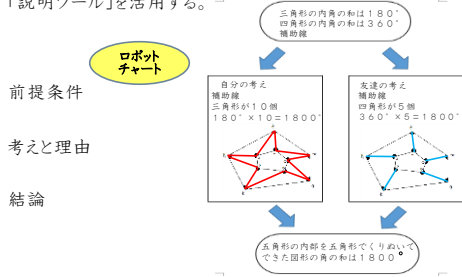 「説明ツール」を活用する。
ロボット
チャート
前提条件
考えと理由
結論
三角形の内角の和は180°
四角形の内角の和は360°
補助線
自分の考え
補助線
三角形が10個
180°×10=1800°
友達の考え
補助線
四角形が5個
360°×5=1800°
五角形の内部を五角形でくりぬいて
できた図形の角の和は1800°